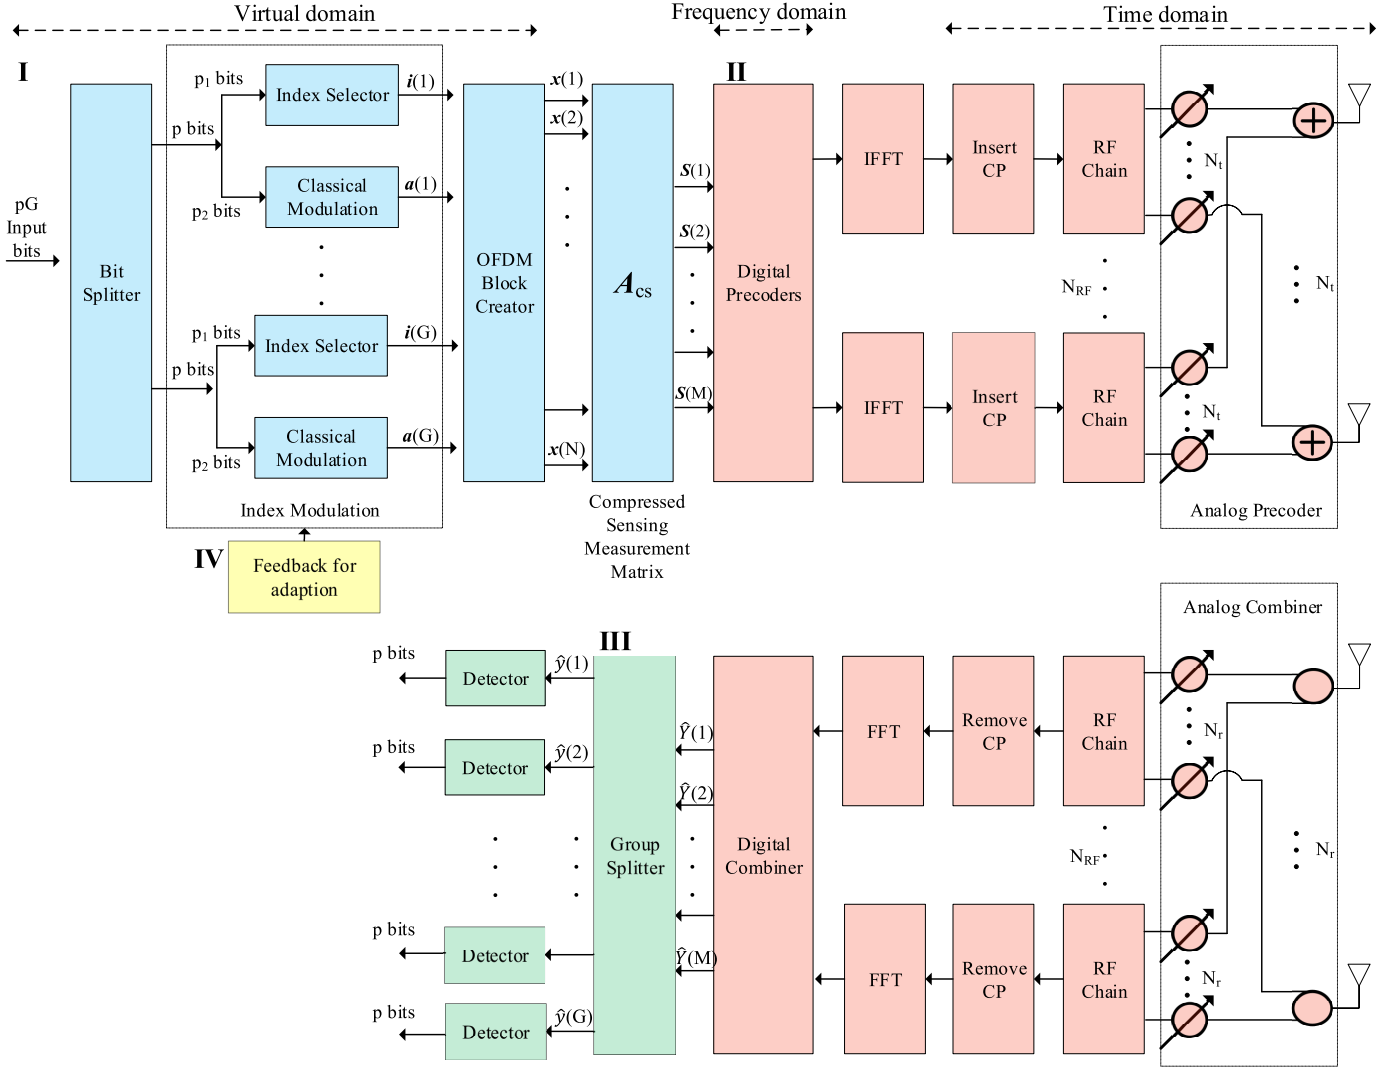 Virtual domain
Frequency domain
Time domain
I
II
pG
Input
bits
Bit
Splitter
p bits
p1 bits
Index Selector
i(1)
p2 bits
Classical
Modulation
a(1)
p bits
p1 bits
Index Selector
i(G)
p2 bits
Classical
Modulation
a(G)
Index Modulation
OFDM
Block
Creator
x(1)
x(2)
x(N)
Acs
Compressed
Sensing
Measurement
Matrix
S(1)
S(2)
S(M)
Digital
Precoders
IFFT
Insert
CP
RF
Chain
Nt
NRF
Nt
IFFT
Insert
CP
RF
Chain
Nt
Analog Precoder
IV
Feedback for
adaption
III
Analog Combiner
p bits
Detector
ŷ(1)
p bits
Detector
ŷ(2)
p bits
Detector
p bits
Detector
ŷ(G)
Group
Splitter
Ŷ(1)
Ŷ(2)
Ŷ(M)
Digital
Combiner
FFT
Remove
CP
RF
Chain
Nr
NRF
Nr
FFT
Remove
CP
RF
Chain
Nr